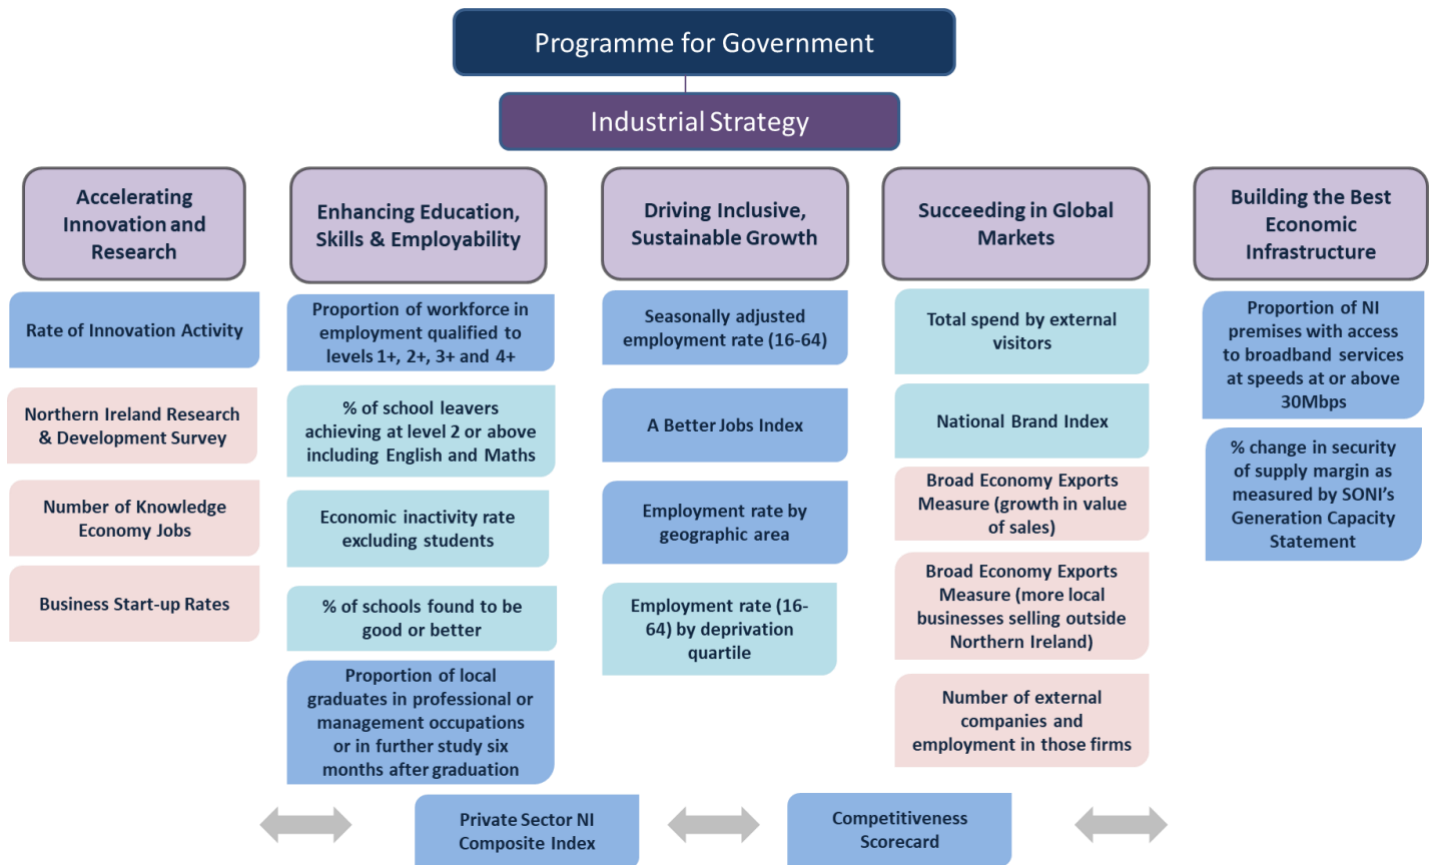 Programme for Government
Industrial Strategy
Accelerating
Innovation and
Research
Rate of Innovation Activity
Northern Ireland Research
& Development Survey
Number of Knowledge
Economy Jobs
Business Start-up Rates
Enhancing Education,
Skills & Employability
Proportion of workforce in
employment qualified to
levels 1+, 2+, 3+ and 4+
% of school leavers
achieving at level 2 or above
including English and Maths
Economic inactivity rate
excluding students
% of schools found to be
good or better
Proportion of local
graduates in professional or
management occupations
or in further study six
months after graduation
Driving Inclusive,
Sustainable Growth
Seasonally adjusted
employment rate (16-64)
A Better Jobs Index
Employment rate by
geographic area
Employment rate (16-
64) by deprivation
quartile
Succeeding in Global
Markets
Total spend by external
visitors
National Brand Index
Broad Economy Exports
Measure (growth in value
of sales)
Broad Economy Exports
Measure (more local
businesses selling outside
Northern Ireland)
Number of external
companies and
employment in those firms
Building the Best
Economic
Infrastructure
Proportion of NI
premises with access
to broadband services
at speeds at or above
30Mbps
% change in security
of supply margin as
measured by SONI's
Generation Capacity
Statement
Private Sector NI
Composite Index
Competitiveness
Scorecard